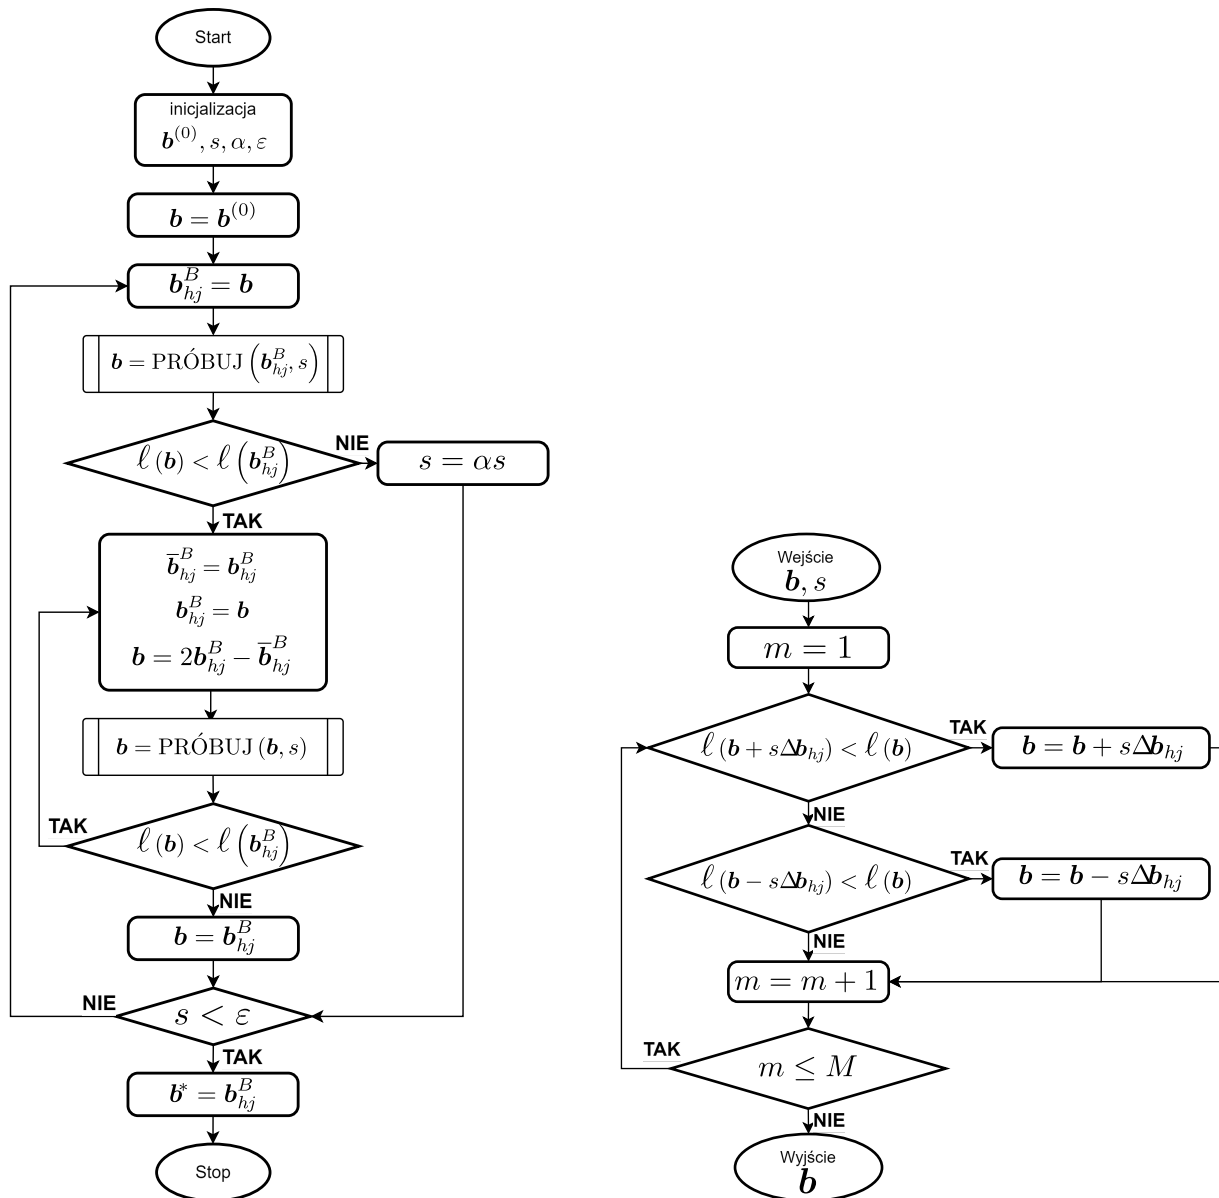 Start
inicjalizacja
b^(0), s, α, ε
b = b^(0)
b_hj^B = b
b = PRÓBUJ (b_hj^B, s)
ℓ (b) < ℓ (b_hj^B)
NIE
s = αs
TAK
b̅_hj^B = b_hj^B
b_hj^B = b
b = 2b_hj^B − b̅_hj^B
b = PRÓBUJ (b, s)
ℓ (b) < ℓ (b_hj^B)
TAK
NIE
b = b_hj^B
s < ε
NIE
TAK
b* = b_hj^B
Stop
Wejście
b, s
m = 1
ℓ (b + sΔb_hj) < ℓ (b)
TAK
b = b + sΔb_hj
NIE
ℓ (b − sΔb_hj) < ℓ (b)
TAK
b = b − sΔb_hj
NIE
m = m + 1
TAK
m ≤ M
NIE
Wyjście
b